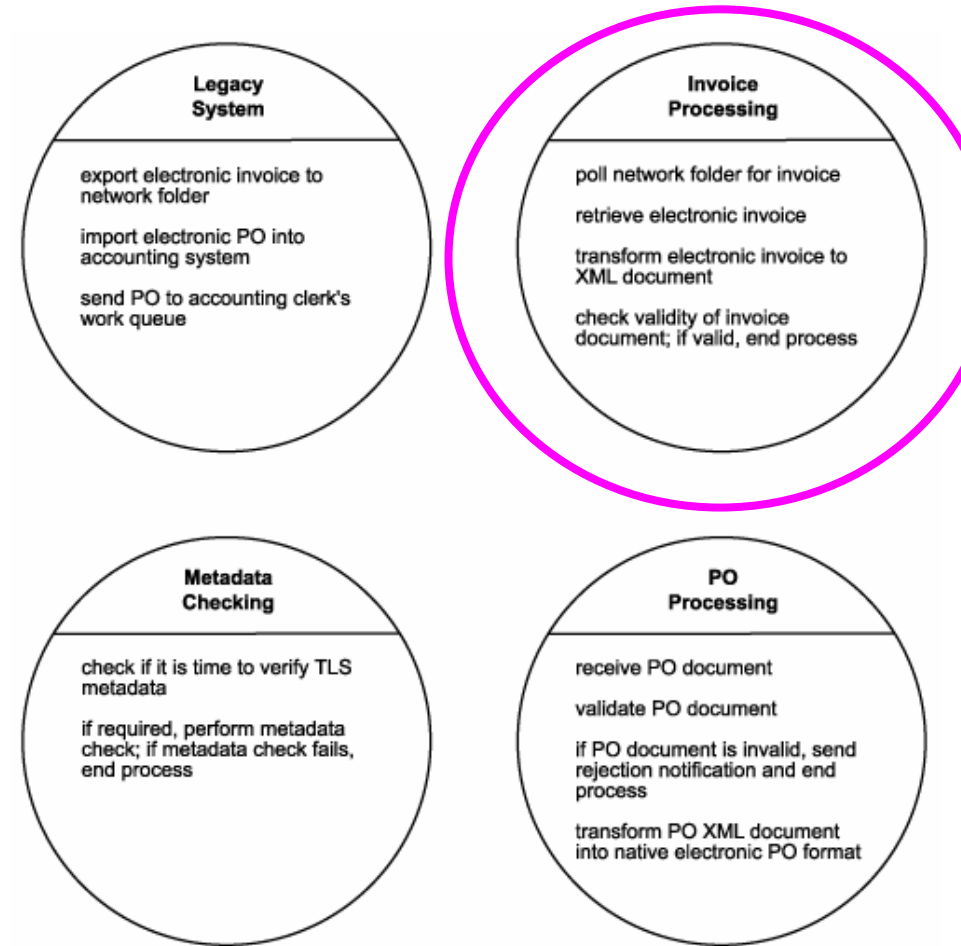 Legacy
System
export electronic invoice to
network folder
import electronic PO into
accounting system
send PO to accounting clerk's
work queue
Invoice
Processing
poll network folder for invoice
retrieve electronic invoice
transform electronic invoice to
XML document
check validity of invoice
document; if valid, end process
Metadata
Checking
check if it is time to verify TLS
metadata
if required, perform metadata
check; if metadata check fails,
end process
PO
Processing
receive PO document
validate PO document
if PO document is invalid, send
rejection notification and end
process
transform PO XML document
into native electronic PO format